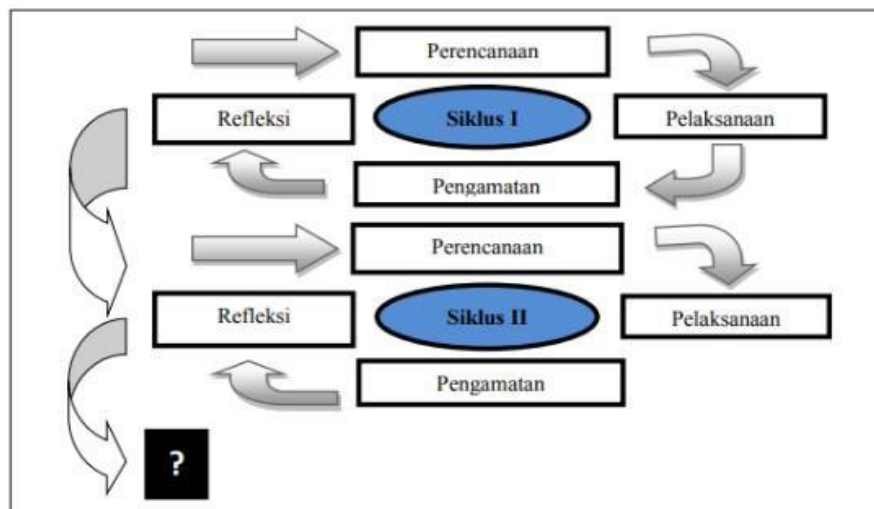 Perencanaan
Refleksi
Siklus I
Pelaksanaan
Pengamatan
Perencanaan
Refleksi
Siklus II
Pelaksanaan
Pengamatan
?